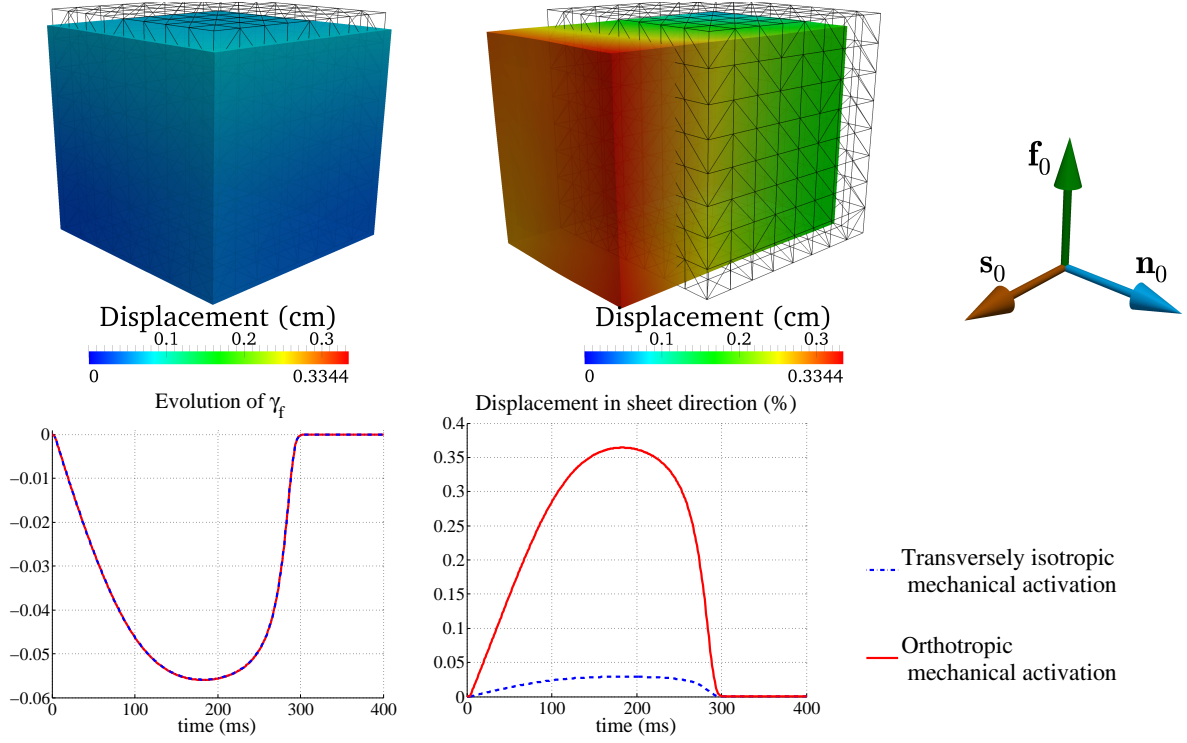 f0
s0
n0
Displacement (cm)
0.1 0.2 0.3
0 0.3344
Displacement (cm)
0.1 0.2 0.3
0 0.3344
Evolution of γf
0
−0.01
−0.02
−0.03
−0.04
−0.05
−0.06
0 100 200 300 400
time (ms)
Displacement in sheet direction (%)
0.4
0.35
0.3
0.25
0.2
0.15
0.1
0.05
0
0 100 200 300 400
time (ms)
Transversely isotropic
mechanical activation
Orthotropic
mechanical activation